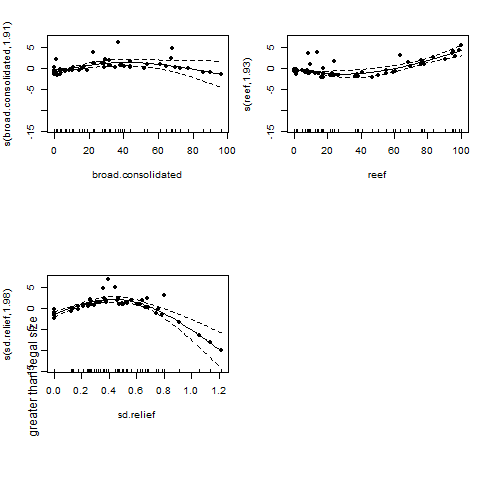 s(broad.consolidated,1.91)
5
0
-5
-15
0 20 40 60 80 100
broad.consolidated
s(reef,1.93)
5
0
-5
-15
0 20 40 60 80 100
reef
s(sd.relief,1.98)
greater than legal size
5
0
-5
-15
0.0 0.2 0.4 0.6 0.8 1.0 1.2
sd.relief